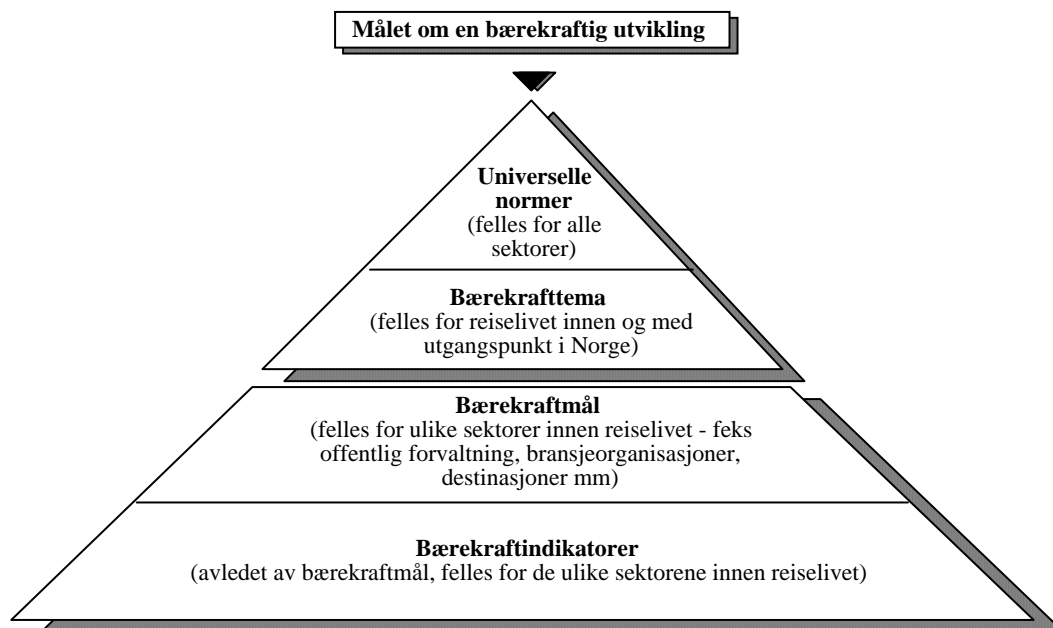 Målet om en bærekraftig utvikling
Universelle
normer
(felles for alle
sektorer)
Bærekrafttema
(felles for reiselivet innen og med
utgangspunkt i Norge)
Bærekraftmål
(felles for ulike sektorer innen reiselivet - feks
offentlig forvaltning, bransjeorganisasjoner,
destinasjoner mm)
Bærekraftindikatorer
(avledet av bærekraftmål, felles for de ulike sektorene innen reiselivet)